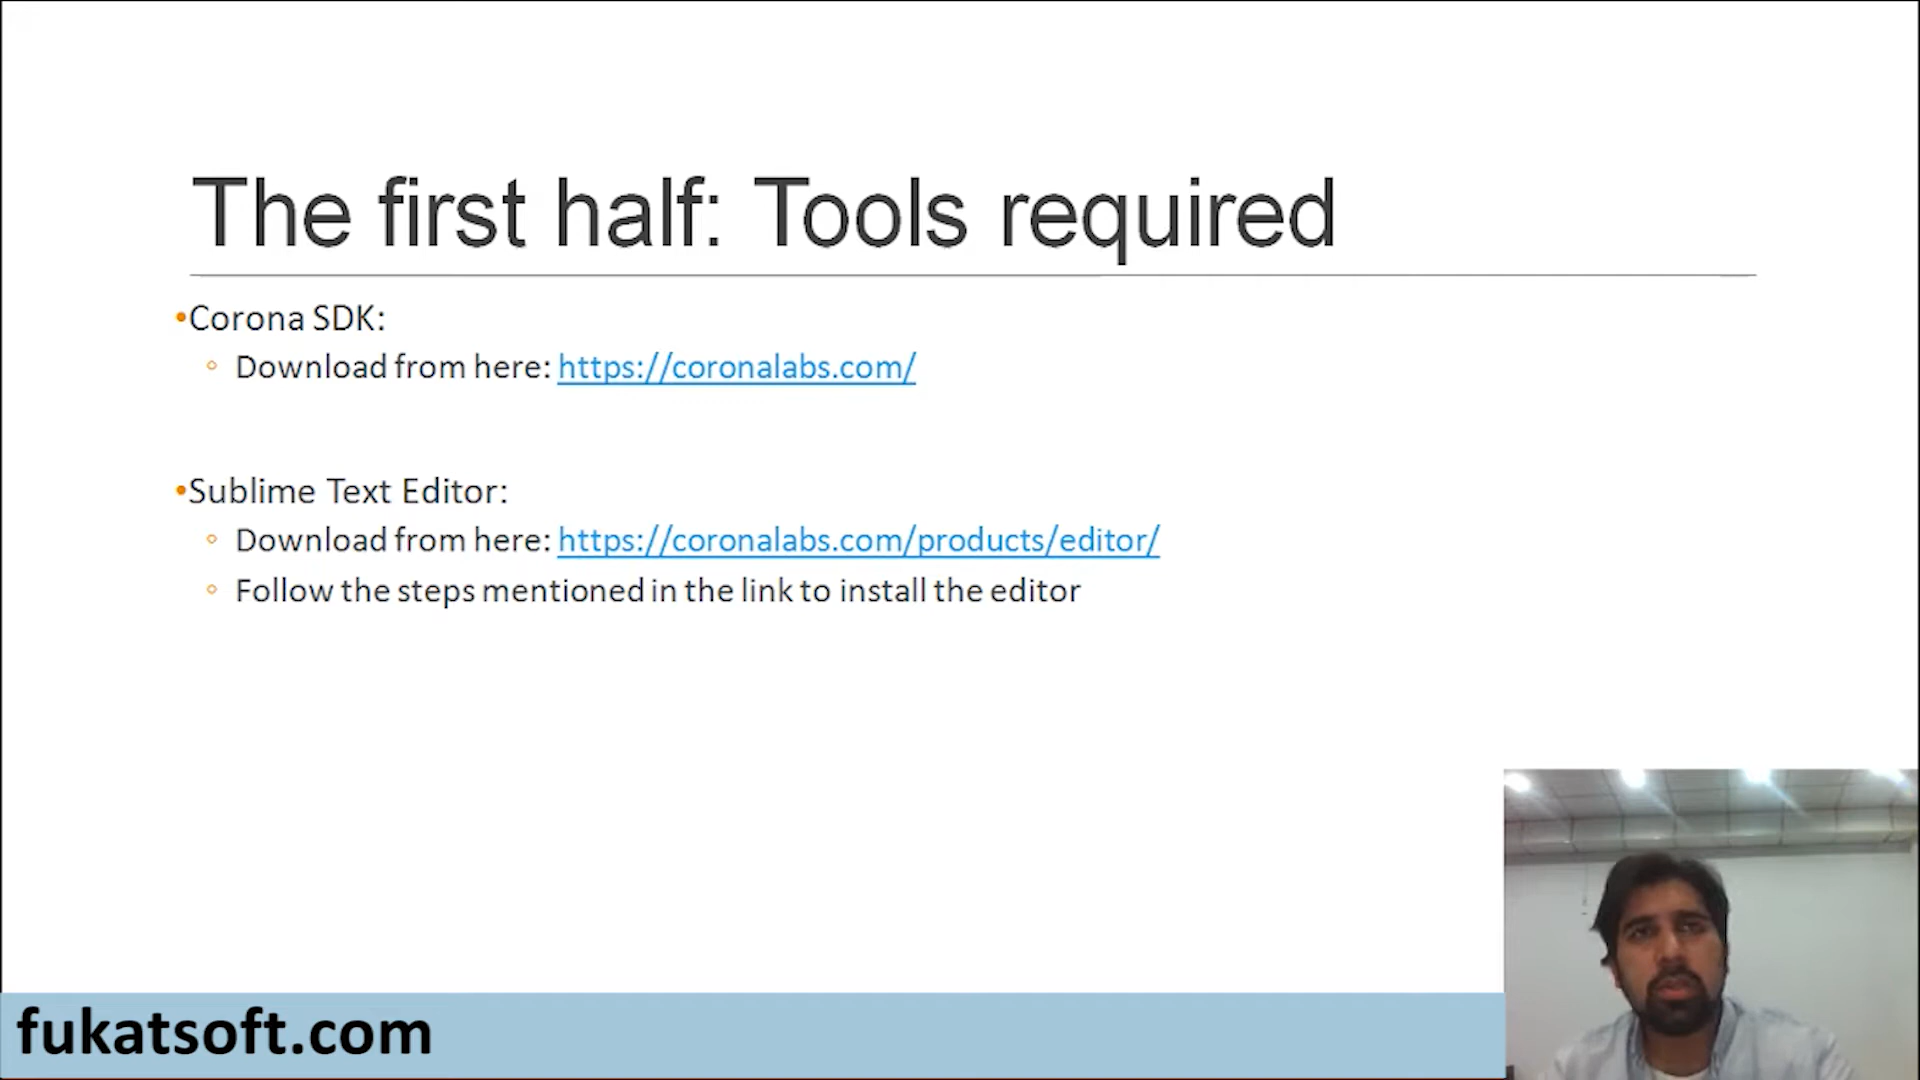 The first half: Tools required
•Corona SDK:
◦ Download from here: https://coronalabs.com/
•Sublime Text Editor:
◦ Download from here: https://coronalabs.com/products/editor/
◦ Follow the steps mentioned in the link to install the editor
fukatsoft.com